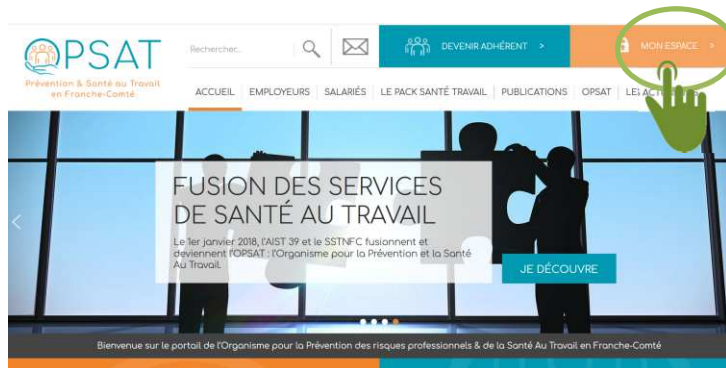 OPSAT
Prévention & Santé au Travail
en Franche-Comté
Rechercher...
DEVENIR ADHÉRENT >
MON ESPACE >
ACCUEIL
EMPLOYEURS
SALARIÉS
LE PACK SANTÉ TRAVAIL
PUBLICATIONS
OPSAT
FUSION DES SERVICES
DE SANTÉ AU TRAVAIL
Le 1er janvier 2018, l'AIST 39 et le SSTNFC fusionnent et
deviennent l'OPSAT : l'Organisme pour la Prévention et la Santé
Au Travail.
JE DÉCOUVRE
Bienvenue sur le portail de l'Organisme pour la Prévention des risques professionnels & de la Santé Au Travail en Franche-Comté